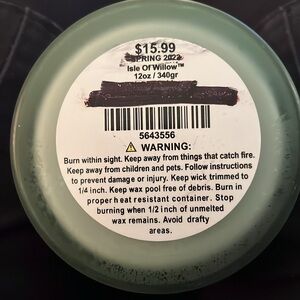 $15.99
SPRING 2022
Isle Of Willow™
12oz / 340gr
5643556
⚠ WARNING:
Burn within sight. Keep away from things that catch fire.
Keep away from children and pets. Follow instructions
to prevent damage or injury. Keep wick trimmed to
1/4 inch. Keep wax pool free of debris. Burn in
proper heat resistant container. Stop
burning when 1/2 inch of unmelted
wax remains. Avoid drafty
areas.